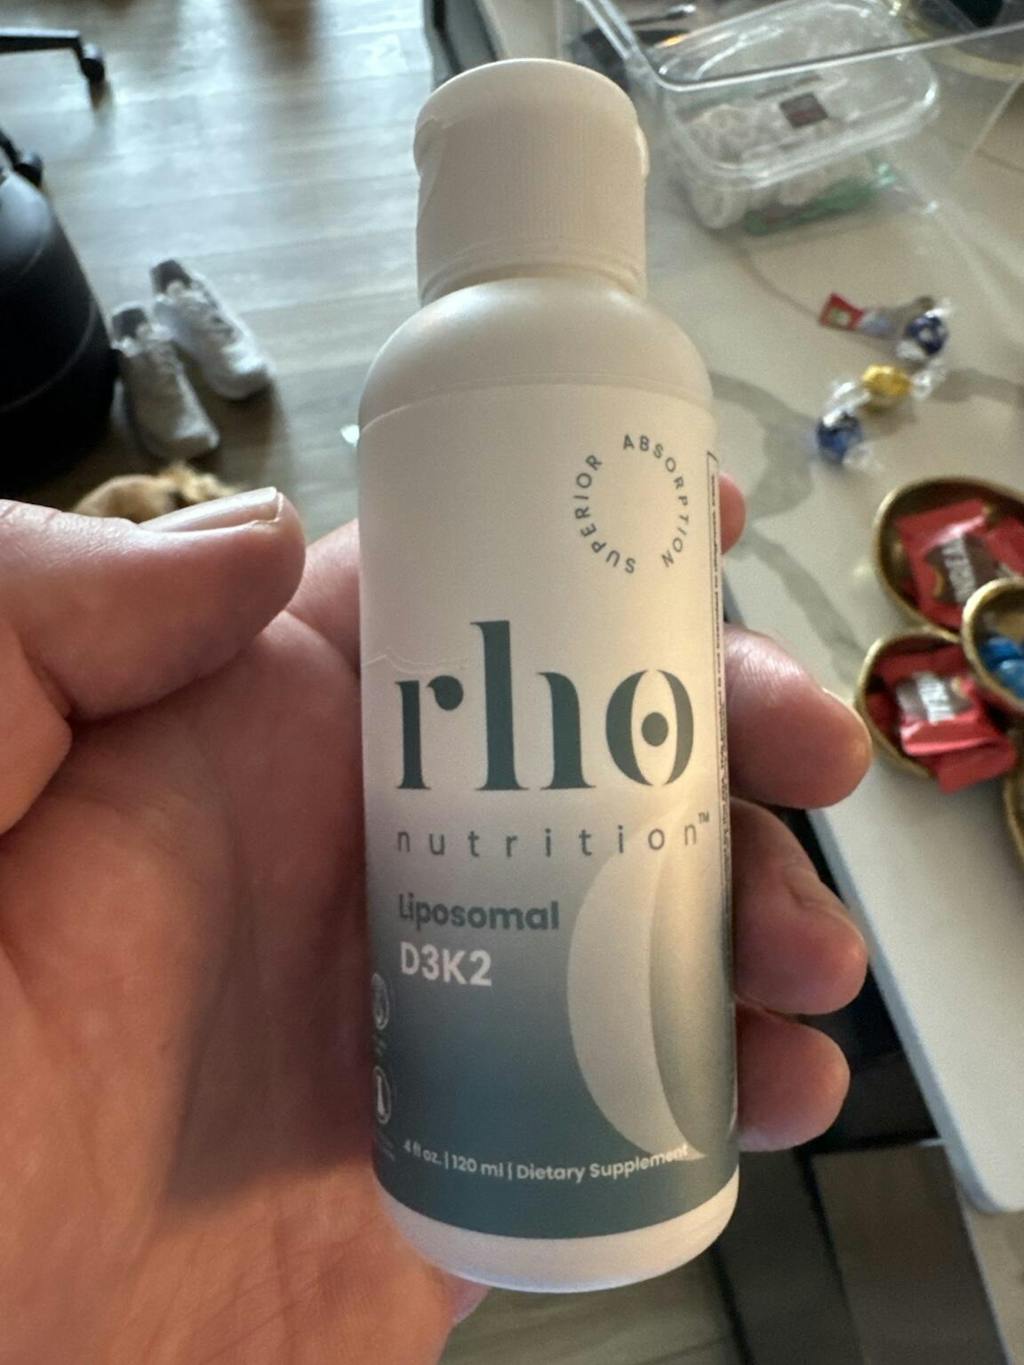 SUPERIOR ABSORPTION
rho
nutrition™
Liposomal
D3K2
4 fl oz. | 120 ml | Dietary Supplement